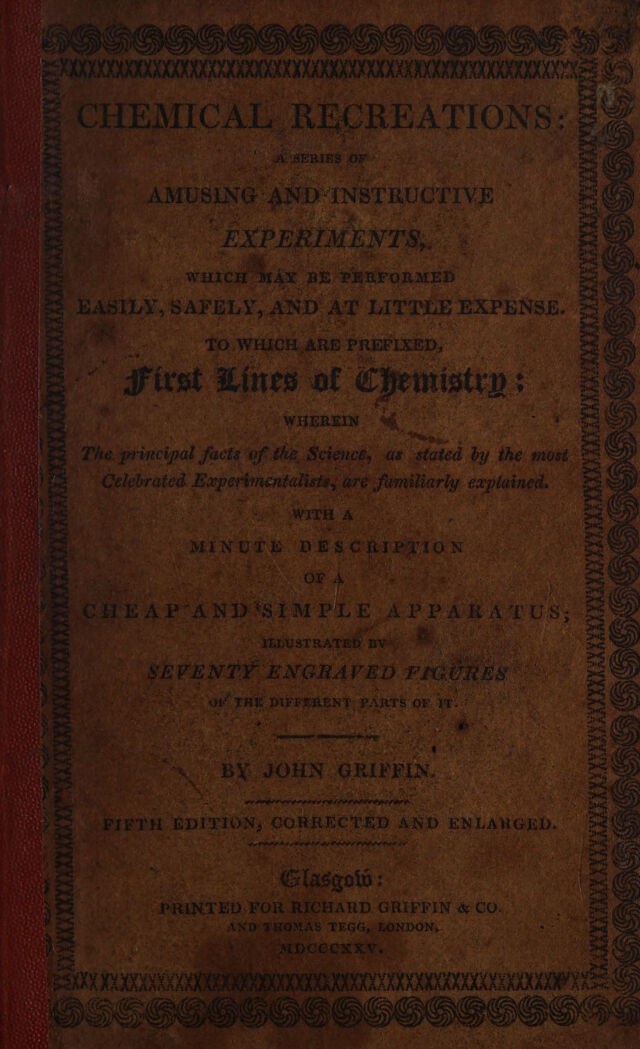 CHEMICAL RECREATIONS:
A SERIES OF
AMUSING AND INSTRUCTIVE
EXPERIMENTS,
WHICH MAY BE PERFORMED
EASILY, SAFELY, AND AT LITTLE EXPENSE.
TO WHICH ARE PREFIXED,
First Lines of Chemistry:
WHEREIN
The principal facts of the Science, as stated by the most
Celebrated Experimentalists, are familiarly explained.
WITH A
MINUTE DESCRIPTION
OF A
CHEAP AND SIMPLE APPARATUS;
ILLUSTRATED BY
SEVENTY ENGRAVED FIGURES
OF THE DIFFERENT PARTS OF IT.
BY JOHN GRIFFIN.
FIFTH EDITION, CORRECTED AND ENLARGED.
Glasgow:
PRINTED FOR RICHARD GRIFFIN & CO.
AND THOMAS TEGG, LONDON.
MDCCCXXV.